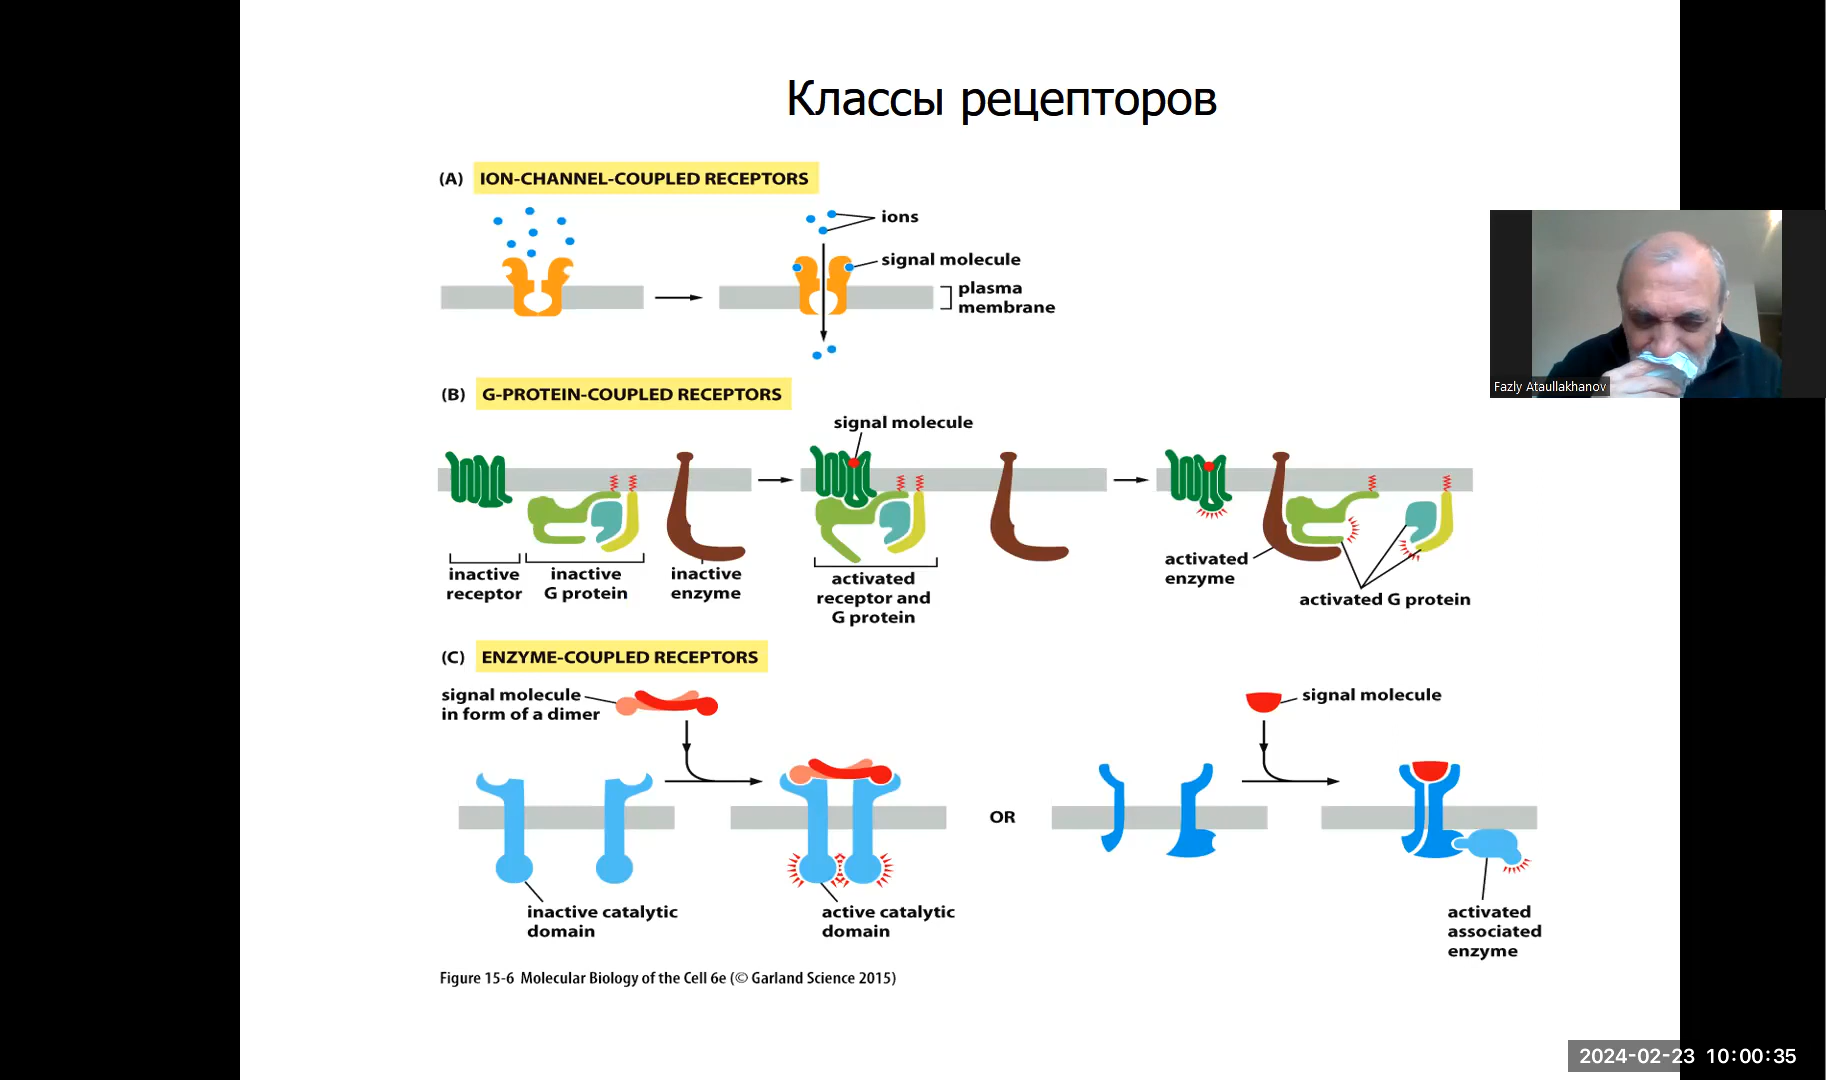 Классы рецепторов
(A) ION-CHANNEL-COUPLED RECEPTORS
ions
signal molecule
plasma
membrane
Fazly Ataullakhanov
(B) G-PROTEIN-COUPLED RECEPTORS
signal molecule
inactive
receptor
inactive
G protein
inactive
enzyme
activated
receptor and
G protein
activated
enzyme
activated G protein
(C) ENZYME-COUPLED RECEPTORS
signal molecule
in form of a dimer
signal molecule
OR
inactive catalytic
domain
active catalytic
domain
activated
associated
enzyme
Figure 15-6 Molecular Biology of the Cell 6e (© Garland Science 2015)
2024-02-23 10:00:35